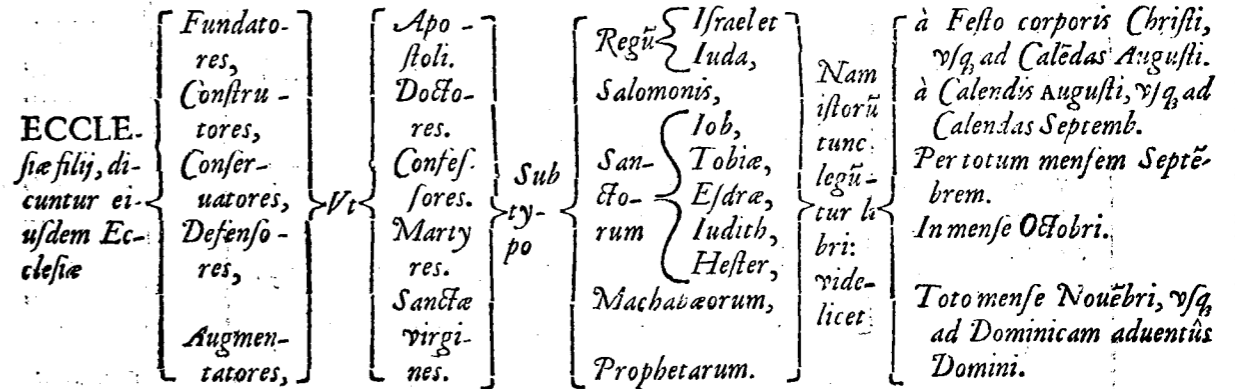 ECCLE-
ſiæ filij, di-
cuntur ei-
uſdem Ec-
cleſiæ
Fundato-
res,
Conſtru-
tores,
Conſer-
uatores,
Defenſo-
res,
Augmen-
tatores,
Vt
Apo-
ſtoli.
Docto-
res.
Confeſ-
ſores.
Marty
res.
Sanctæ
virgi-
nes.
Sub
ty-
po
Regũ
Iſrael et
Iuda,
Salomonis,
San-
cto-
rum
Iob,
Tobiæ,
Eſdræ,
Iudith,
Heſter,
Machabæorum,
Prophetarum.
Nam
iſtorũ
tunc
legũ-
tur li-
bri:
vide-
licet
à Feſto corporis Chriſti,
vſq; ad Calẽdas Auguſti.
à Calendis Auguſti, vſq; ad
Calendas Septemb.
Per totum menſem Septẽ-
brem.
In menſe Octobri.
Toto menſe Nouẽbri, vſq;
ad Dominicam aduentûs
Domini.